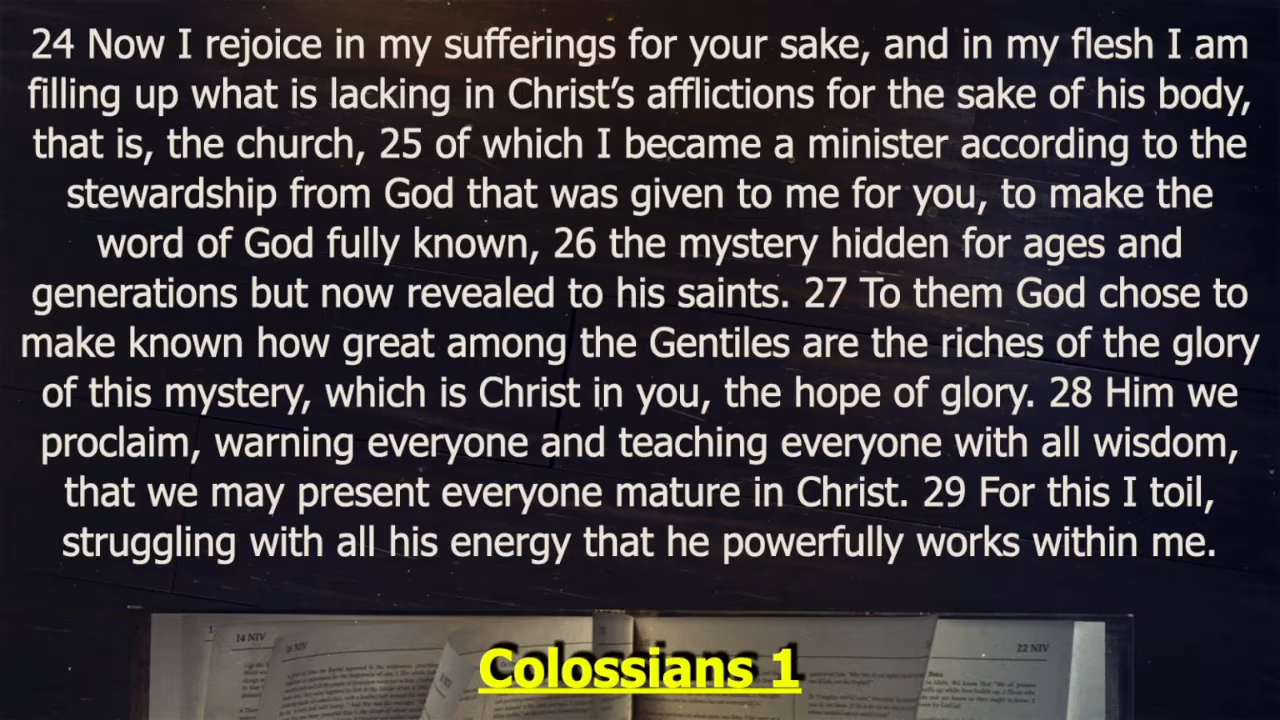 24 Now I rejoice in my sufferings for your sake, and in my flesh I am
filling up what is lacking in Christ’s afflictions for the sake of his body,
that is, the church, 25 of which I became a minister according to the
stewardship from God that was given to me for you, to make the
word of God fully known, 26 the mystery hidden for ages and
generations but now revealed to his saints. 27 To them God chose to
make known how great among the Gentiles are the riches of the glory
of this mystery, which is Christ in you, the hope of glory. 28 Him we
proclaim, warning everyone and teaching everyone with all wisdom,
that we may present everyone mature in Christ. 29 For this I toil,
struggling with all his energy that he powerfully works within me.
14 NIV
22 NIV
Colossians 1